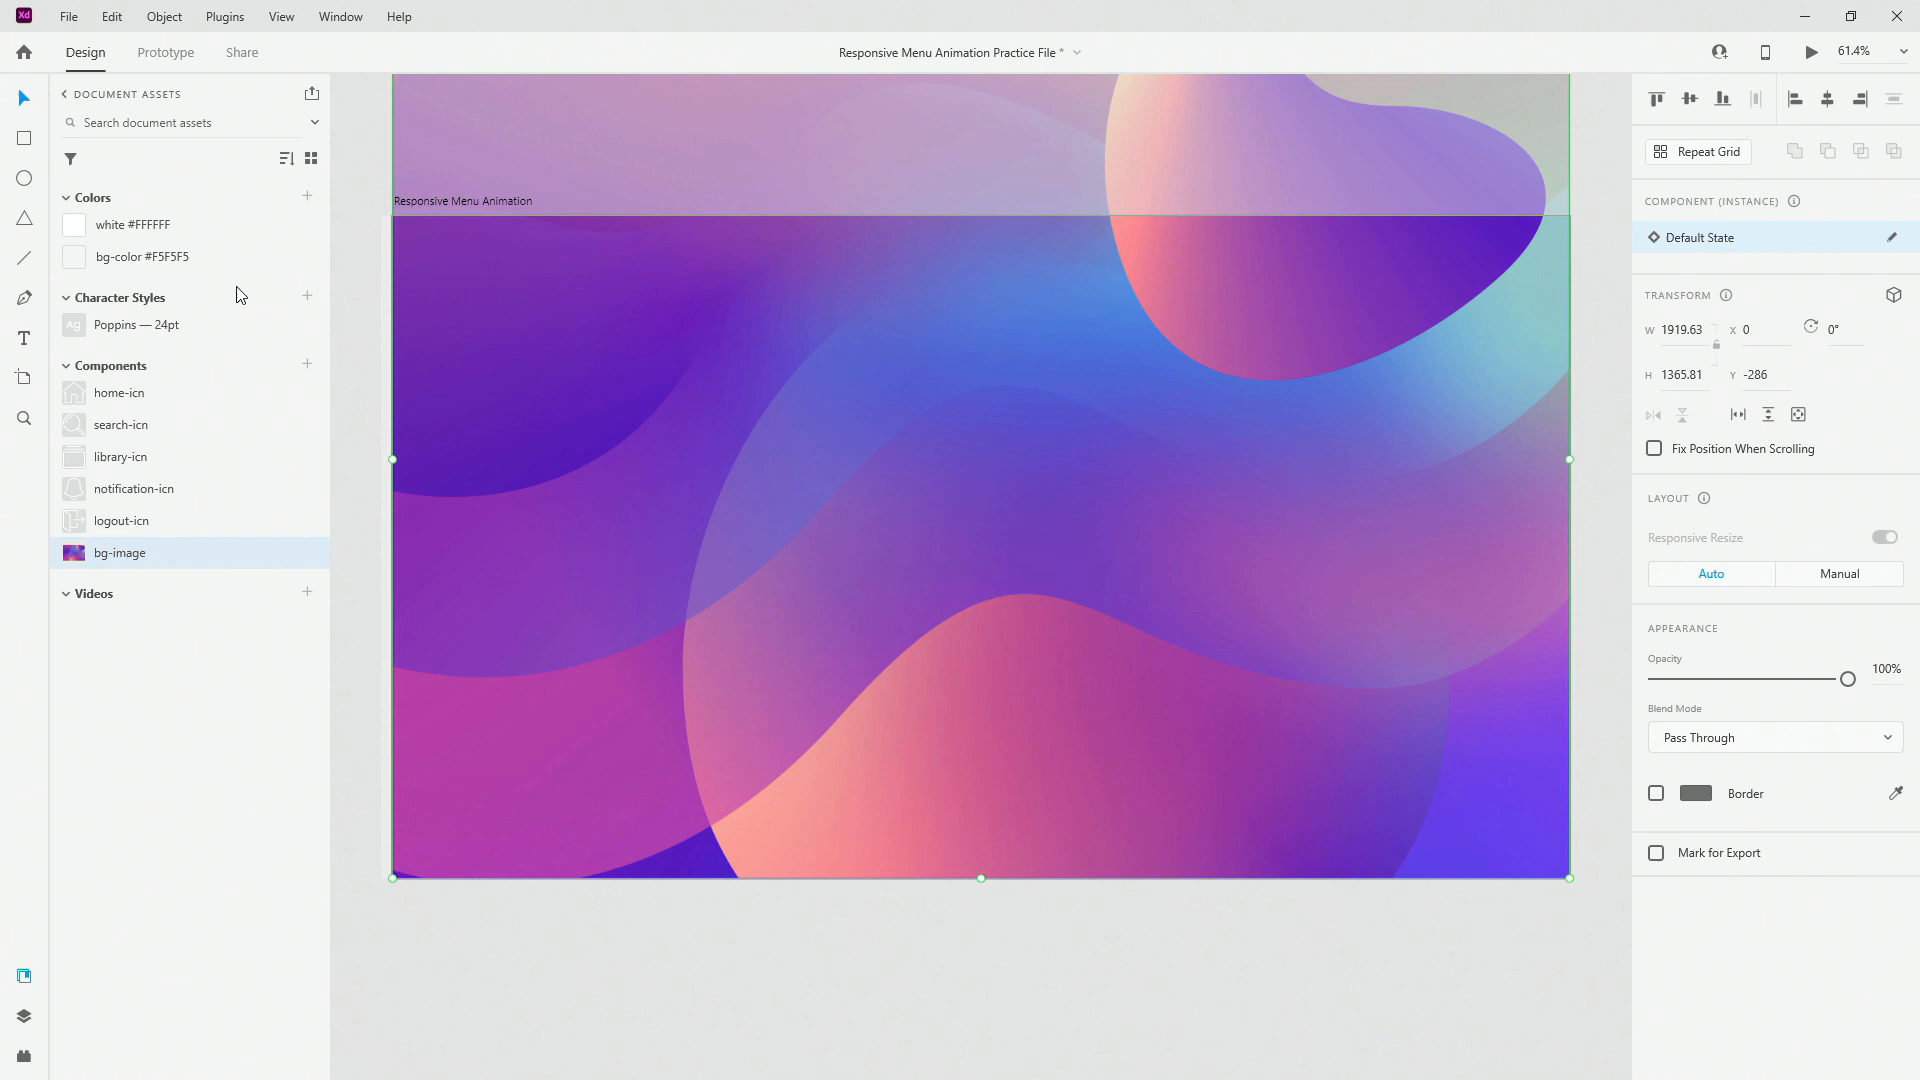 Xd File Edit Object Plugins View Window Help
Design Prototype Share Responsive Menu Animation Practice File * 61.4%
DOCUMENT ASSETS
Search document assets
Colors
white #FFFFFF
bg-color #F5F5F5
Character Styles
Ag Poppins — 24pt
Components
home-icn
search-icn
library-icn
notification-icn
logout-icn
bg-image
Videos
Responsive Menu Animation
Repeat Grid
COMPONENT (INSTANCE)
Default State
TRANSFORM
W 1919.63 X 0 0°
H 1365.81 Y -286
Fix Position When Scrolling
LAYOUT
Responsive Resize
Auto Manual
APPEARANCE
Opacity
100%
Blend Mode
Pass Through
Border
Mark for Export